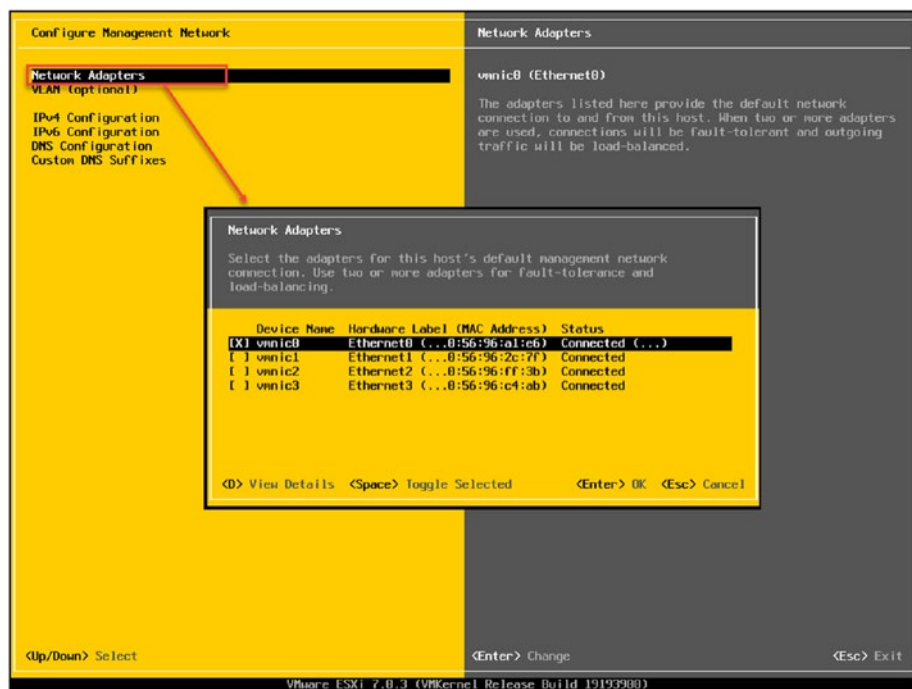 Configure Management Network
Network Adapters
Network Adapters
VLAN (optional)
IPv4 Configuration
IPv6 Configuration
DNS Configuration
Custom DNS Suffixes
vmnic0 (Ethernet0)
The adapters listed here provide the default network
connection to and from this host. When two or more adapters
are used, connections will be fault-tolerant and outgoing
traffic will be load-balanced.
Network Adapters
Select the adapters for this host's default management network
connection. Use two or more adapters for fault-tolerance and
load-balancing.
Device Name Hardware Label (MAC Address) Status
[X] vmnic0 Ethernet0 (...0:56:96:a1:e6) Connected (...)
[ ] vmnic1 Ethernet1 (...0:56:96:2c:7f) Connected
[ ] vmnic2 Ethernet2 (...0:56:96:ff:3b) Connected
[ ] vmnic3 Ethernet3 (...0:56:96:c4:ab) Connected
<D> View Details <Space> Toggle Selected <Enter> OK <Esc> Cancel
<Up/Down> Select <Enter> Change <Esc> Exit
VMware ESXi 7.0.3 (VMKernel Release Build 19193900)